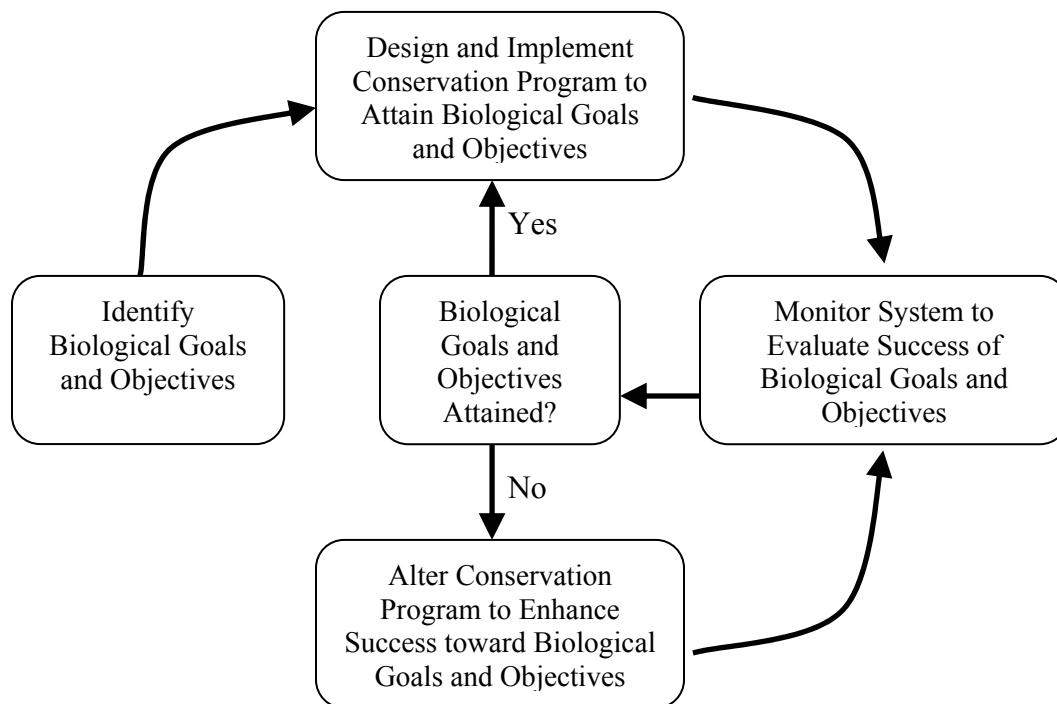 Design and Implement
Conservation Program to
Attain Biological Goals
and Objectives
Yes
Identify
Biological Goals
and Objectives
Biological
Goals and
Objectives
Attained?
Monitor System to
Evaluate Success of
Biological Goals and
Objectives
No
Alter Conservation
Program to Enhance
Success toward Biological
Goals and Objectives